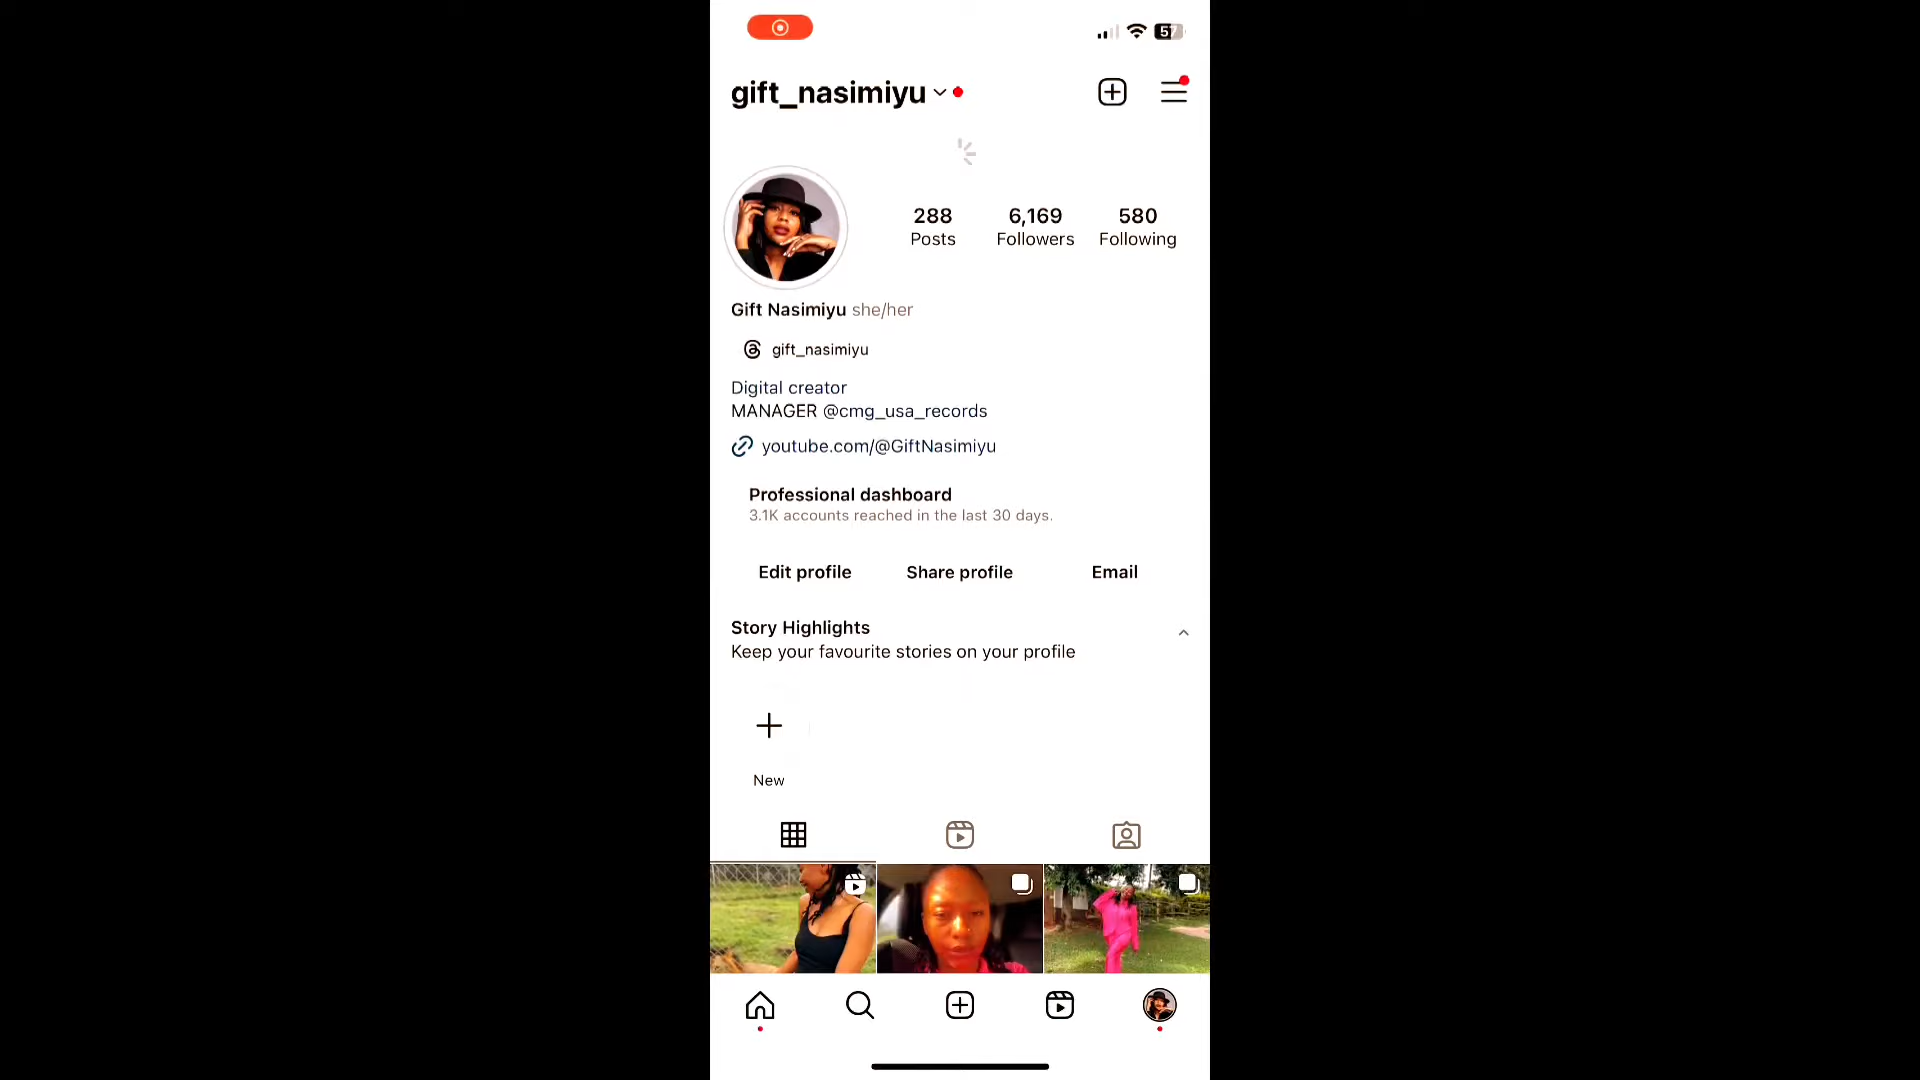 57
gift_nasimiyu
288 6,169 580
Posts Followers Following
Gift Nasimiyu she/her
gift_nasimiyu
Digital creator
MANAGER @cmg_usa_records
youtube.com/@GiftNasimiyu
Professional dashboard
3.1K accounts reached in the last 30 days.
Edit profile Share profile Email
Story Highlights
Keep your favourite stories on your profile
New